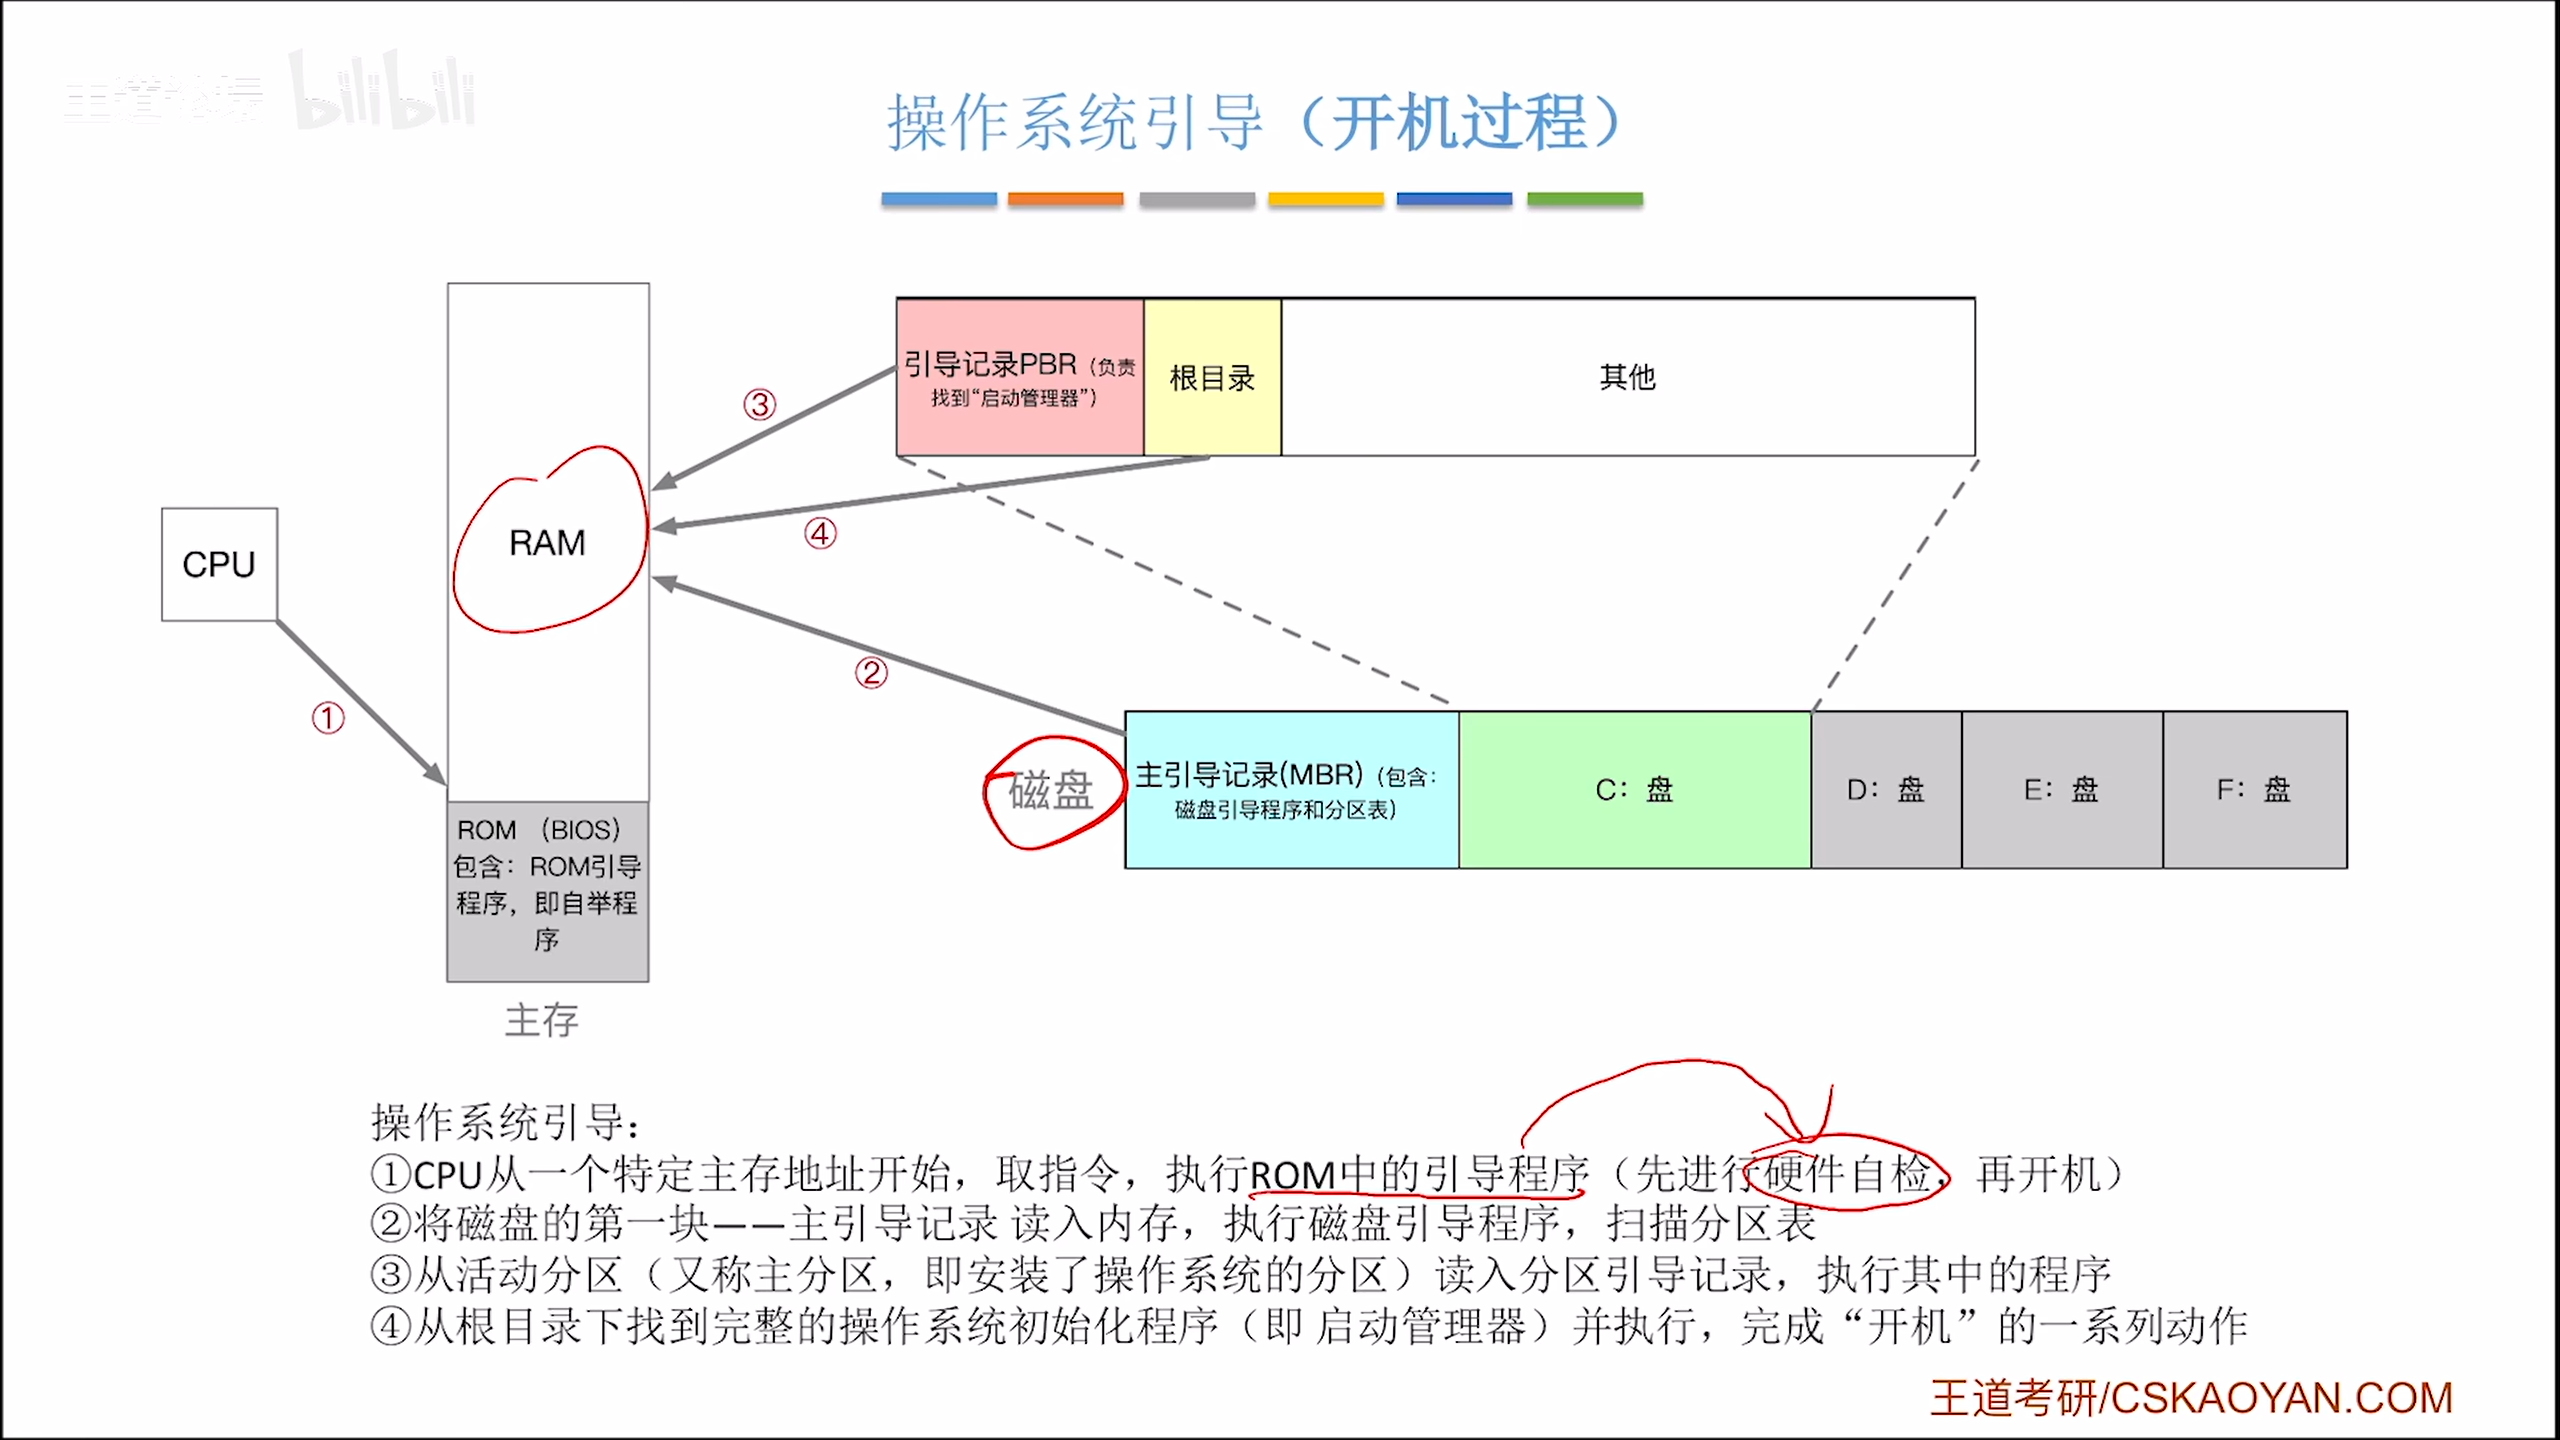 王道论坛 bilibili
操作系统引导（开机过程）
引导记录PBR（负责
找到“启动管理器”）
根目录
其他
③
④
RAM
CPU
②
①
磁盘
主引导记录(MBR)（包含：
磁盘引导程序和分区表）
C：盘
D：盘
E：盘
F：盘
ROM （BIOS）
包含：ROM引导
程序，即自举程
序
主存
操作系统引导：
①CPU从一个特定主存地址开始，取指令，执行ROM中的引导程序（先进行硬件自检，再开机）
②将磁盘的第一块——主引导记录 读入内存，执行磁盘引导程序，扫描分区表
③从活动分区（又称主分区，即安装了操作系统的分区）读入分区引导记录，执行其中的程序
④从根目录下找到完整的操作系统初始化程序（即 启动管理器）并执行，完成“开机”的一系列动作
王道考研/CSKAOYAN.COM